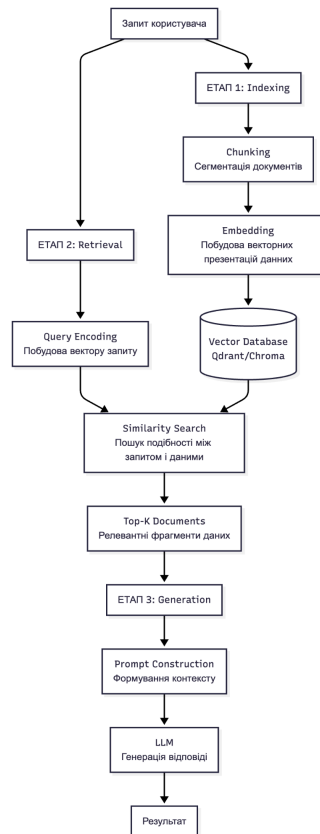 Запит користувача
ЕТАП 1: Indexing
Chunking
Сегментація документів
Embedding
Побудова векторних
презентацій данних
ЕТАП 2: Retrieval
Query Encoding
Побудова вектору запиту
Vector Database
Qdrant/Chroma
Similarity Search
Пошук подібності між
запитом і даними
Top-K Documents
Релевантні фрагменти даних
ЕТАП 3: Generation
Prompt Construction
Формування контексту
LLM
Генерація відповіді
Результат